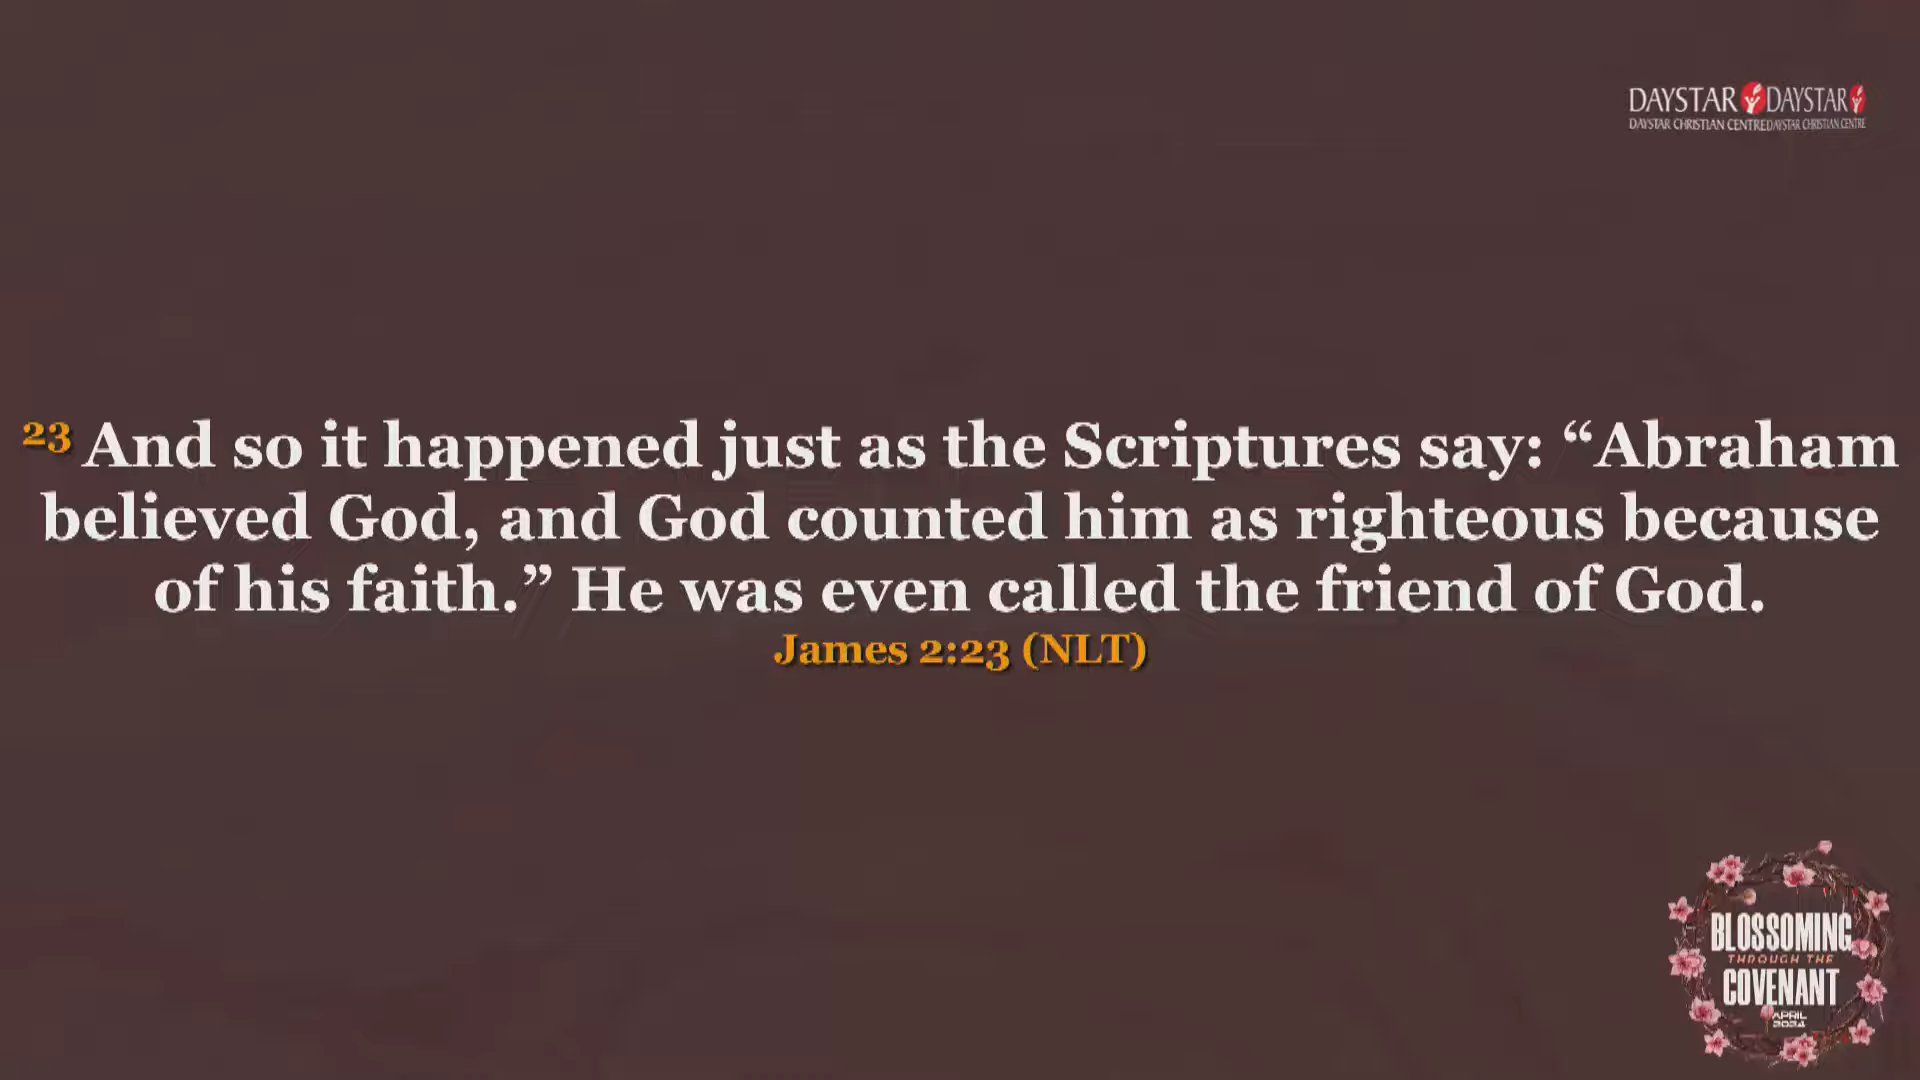 DAYSTAR DAYSTAR
DAYSTAR CHRISTIAN CENTREDAYSTAR CHRISTIAN CENTRE
23 And so it happened just as the Scriptures say: “Abraham
believed God, and God counted him as righteous because
of his faith.” He was even called the friend of God.
James 2:23 (NLT)
BLOSSOMING
THROUGH THE
COVENANT
APRIL
2024